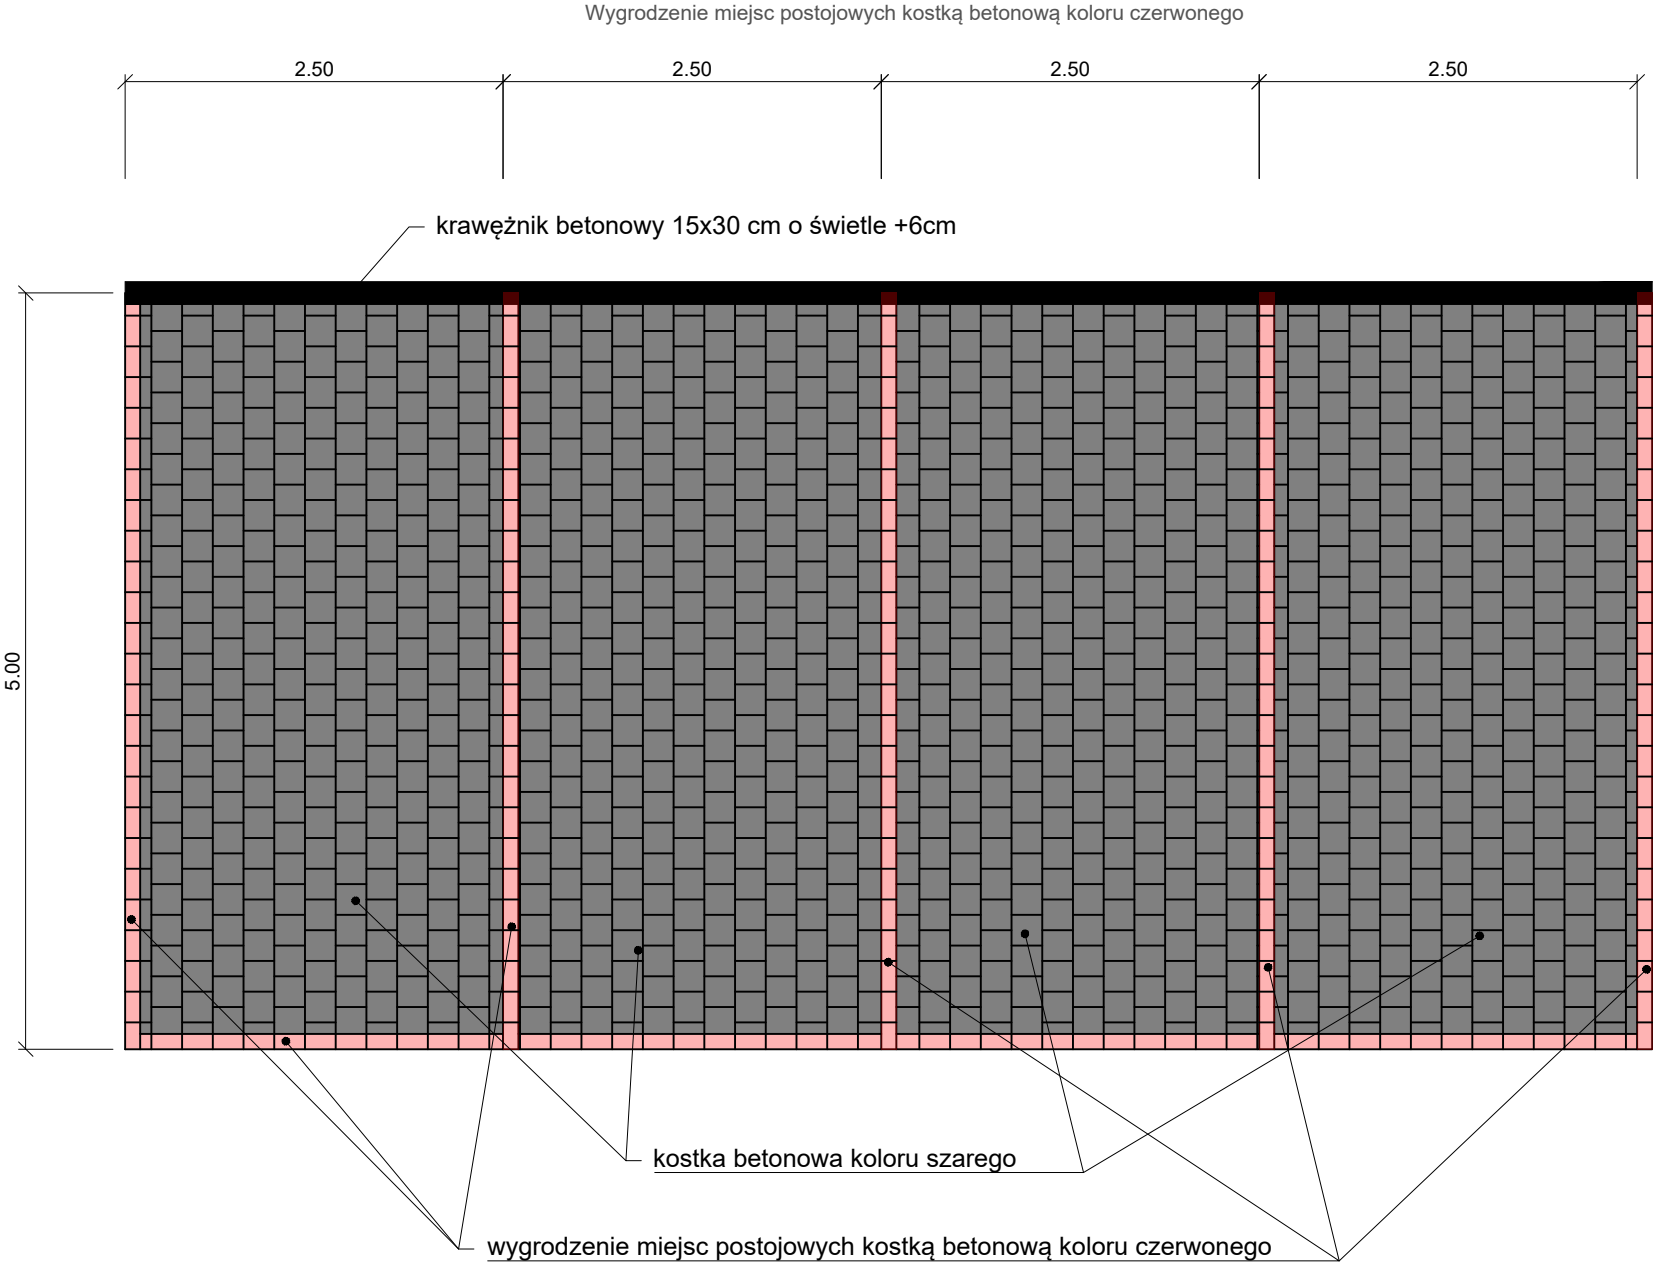 Wygrodzenie miejsc postojowych kostką betonową koloru czerwonego
2.50 2.50 2.50 2.50
krawężnik betonowy 15x30 cm o świetle +6cm
5.00
kostka betonowa koloru szarego
wygrodzenie miejsc postojowych kostką betonową koloru czerwonego